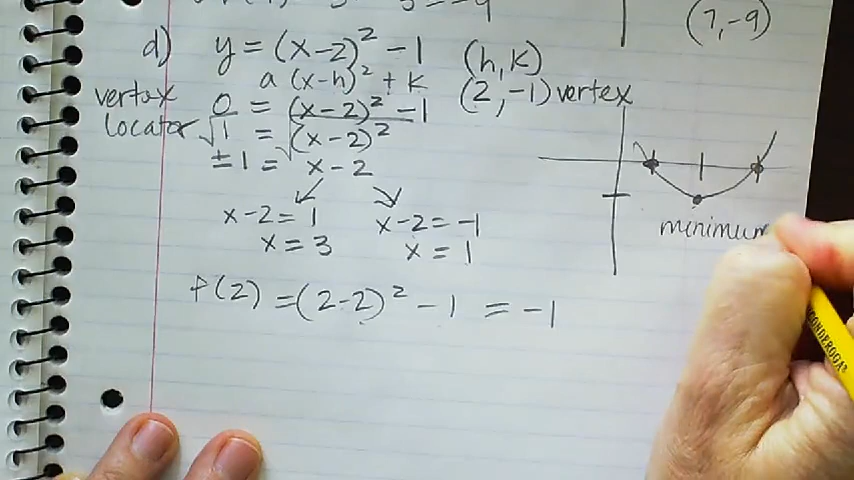 (7,-9)
d) y = (x-2)² -1 (h,k)
a (x-h)² + k
vertex locator
(2,-1) vertex
0 = (x-2)² -1
√1 = √(x-2)²
±1 = x-2
x-2=1 x-2=-1
x=3 x=1
minimum
f(2) =(2-2)² -1 = -1
ONDEROGA